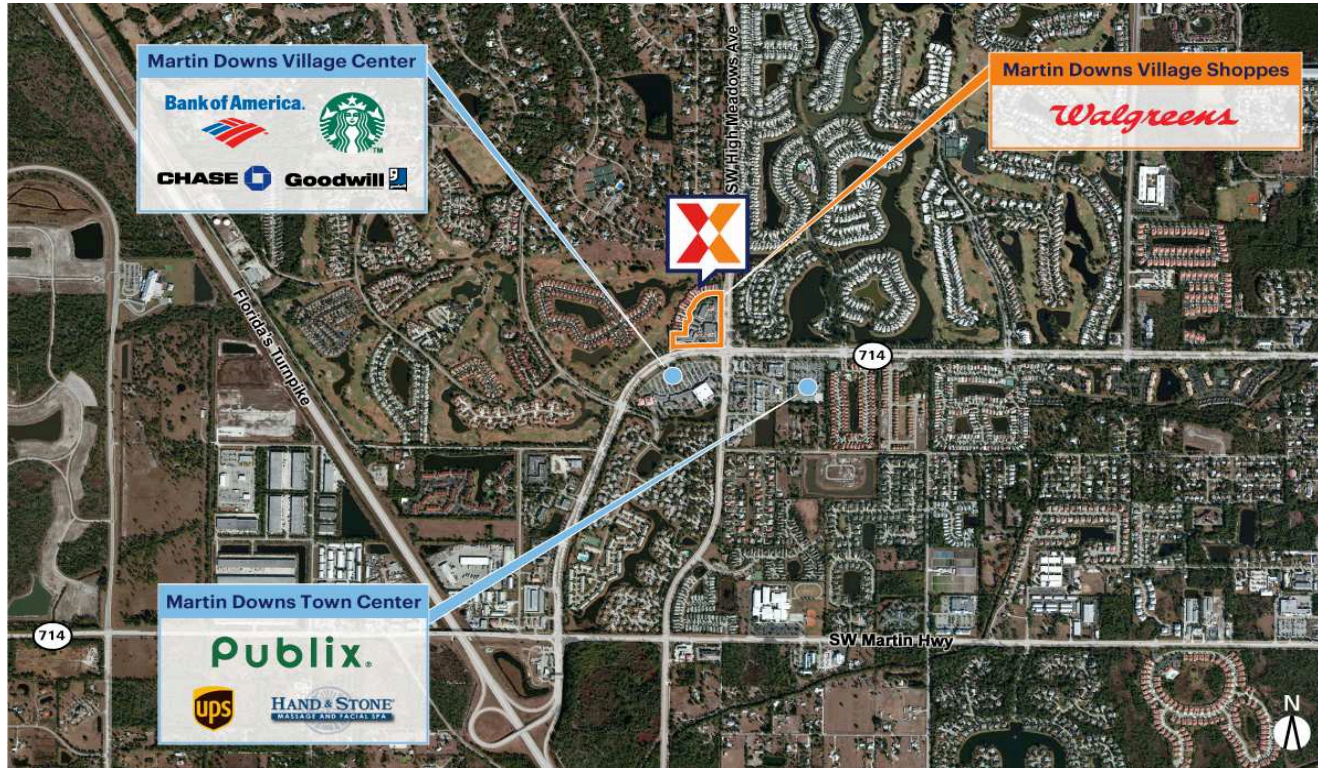 Martin Downs Village Center
Bank of America.
TM
CHASE
Goodwill
SW High Meadows Ave
Martin Downs Village Shoppes
Walgreens
Florida's Turnpike
714
Martin Downs Town Center
Publix®
ups
HAND & STONE®
MASSAGE AND FACIAL SPA
714
SW Martin Hwy
N